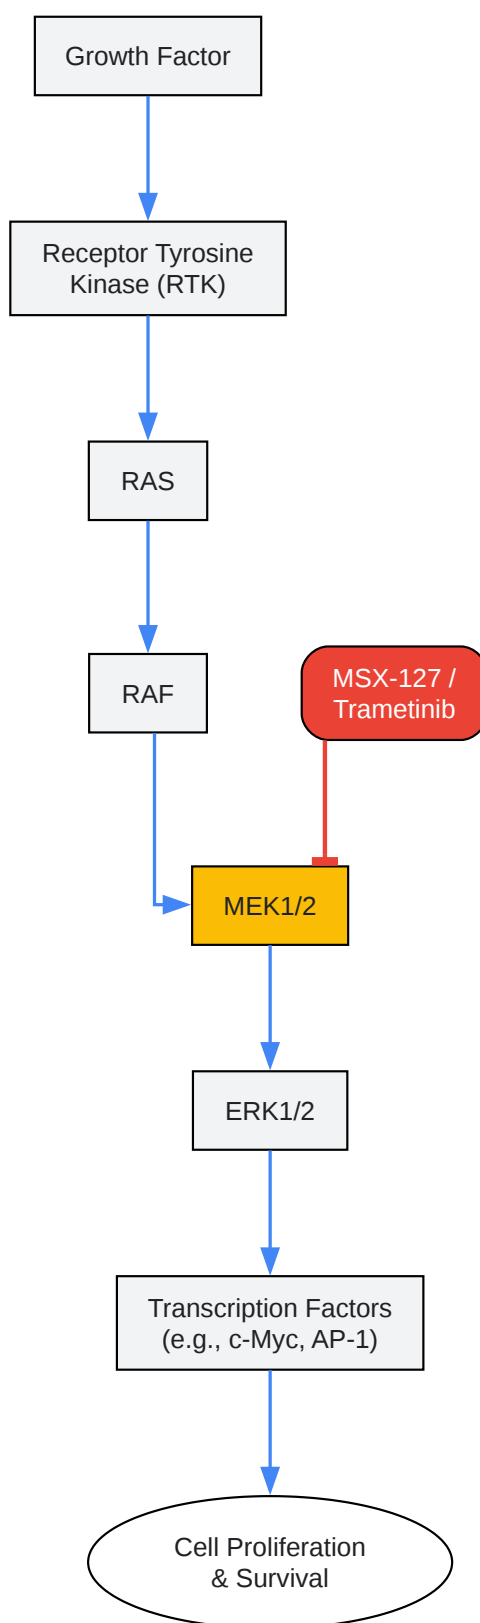 Growth Factor
Receptor Tyrosine
Kinase (RTK)
RAS
RAF
MSX-127 /
Trametinib
MEK1/2
ERK1/2
Transcription Factors
(e.g., c-Myc, AP-1)
Cell Proliferation
& Survival